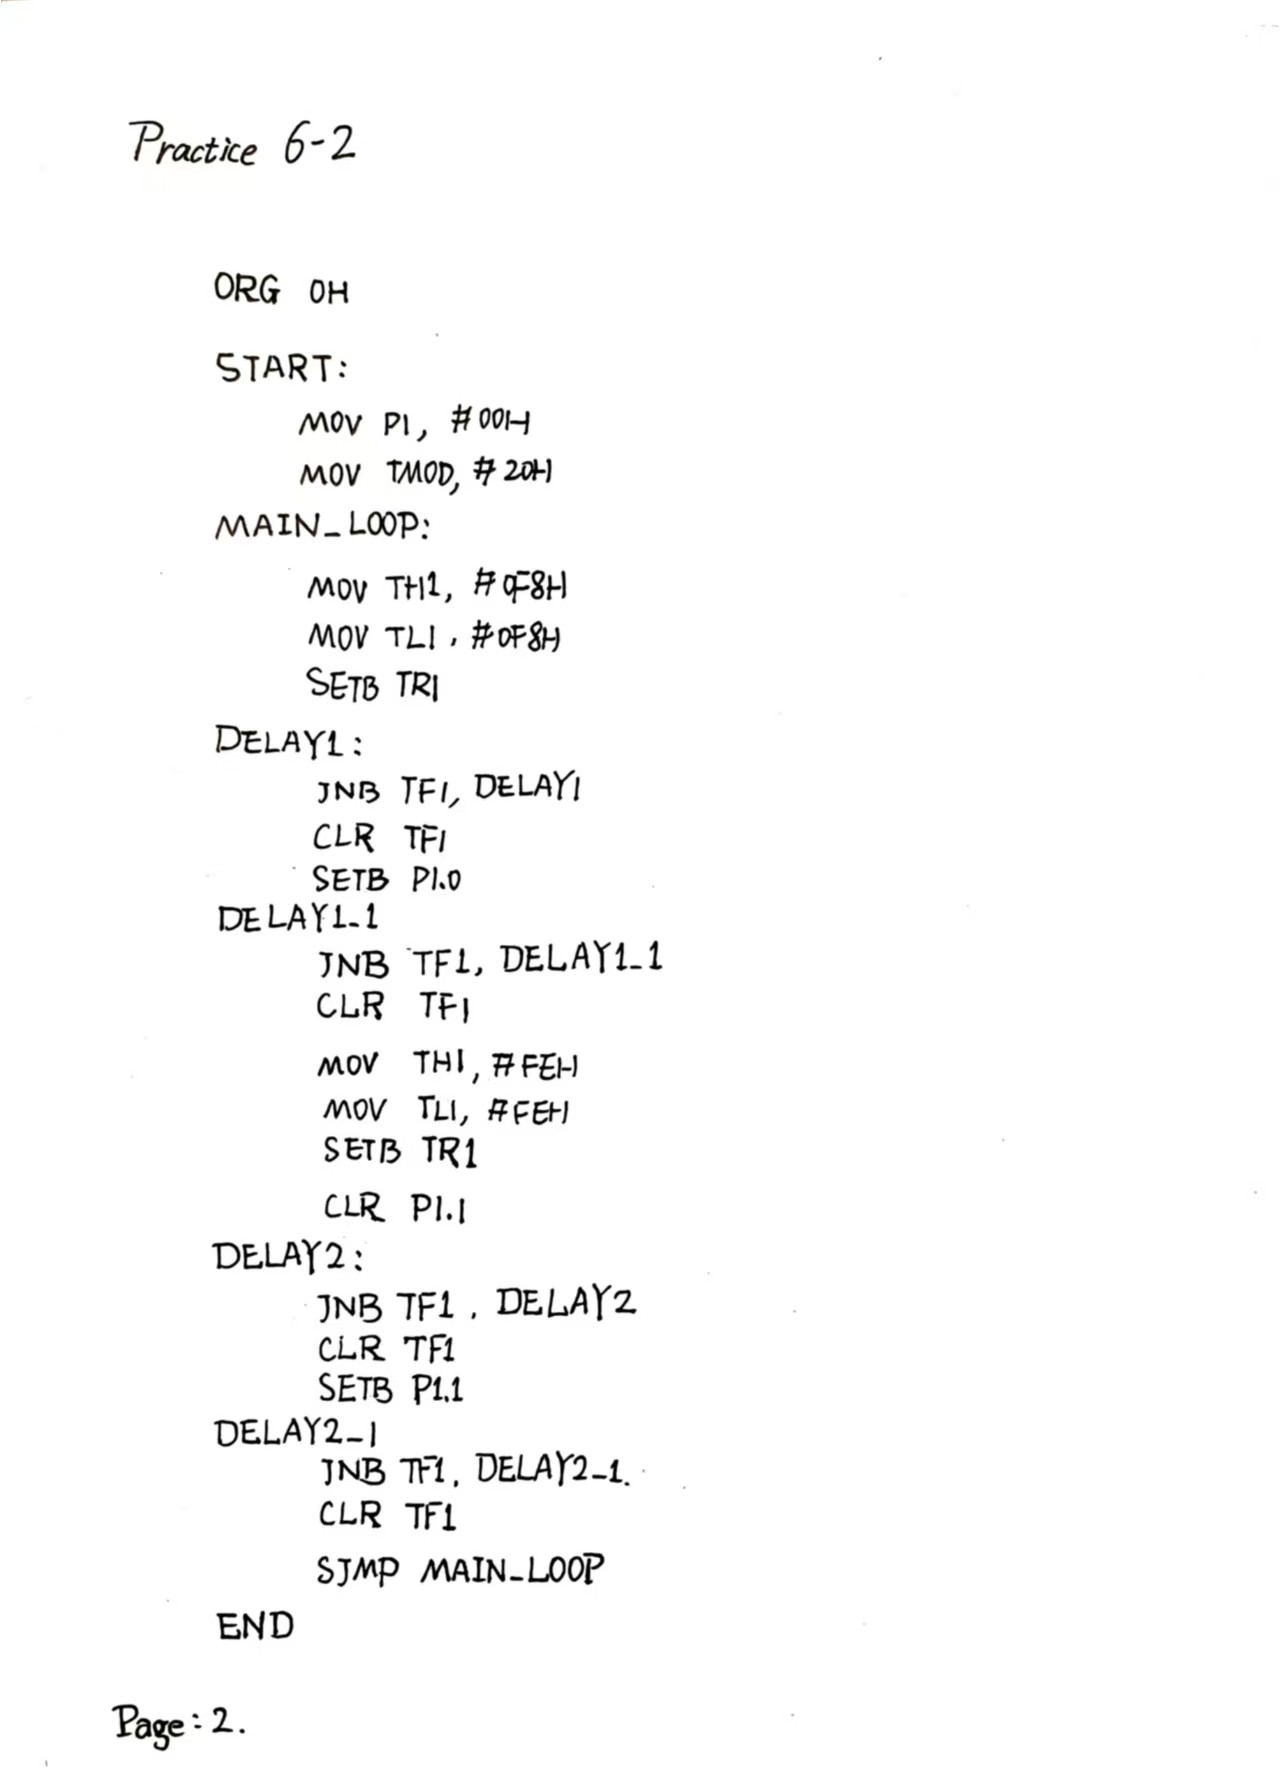 Practice 6-2
ORG 0H
START:
MOV P1, #00H
MOV TMOD, #20H
MAIN_LOOP:
MOV TH1, #0F8H
MOV TL1, #0F8H
SETB TR1
DELAY1:
JNB TF1, DELAY1
CLR TF1
SETB P1.0
DELAY1_1
JNB TF1, DELAY1_1
CLR TF1
MOV TH1, #FEH
MOV TL1, #FEH
SETB TR1
CLR P1.1
DELAY2:
JNB TF1, DELAY2
CLR TF1
SETB P1.1
DELAY2_1
JNB TF1, DELAY2_1.
CLR TF1
SJMP MAIN_LOOP
END
Page: 2.